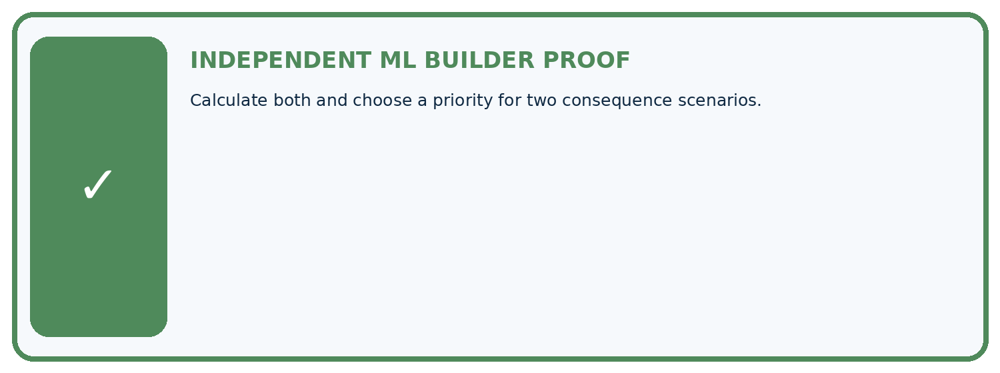 INDEPENDENT ML BUILDER PROOF
Calculate both and choose a priority for two consequence scenarios.
✓